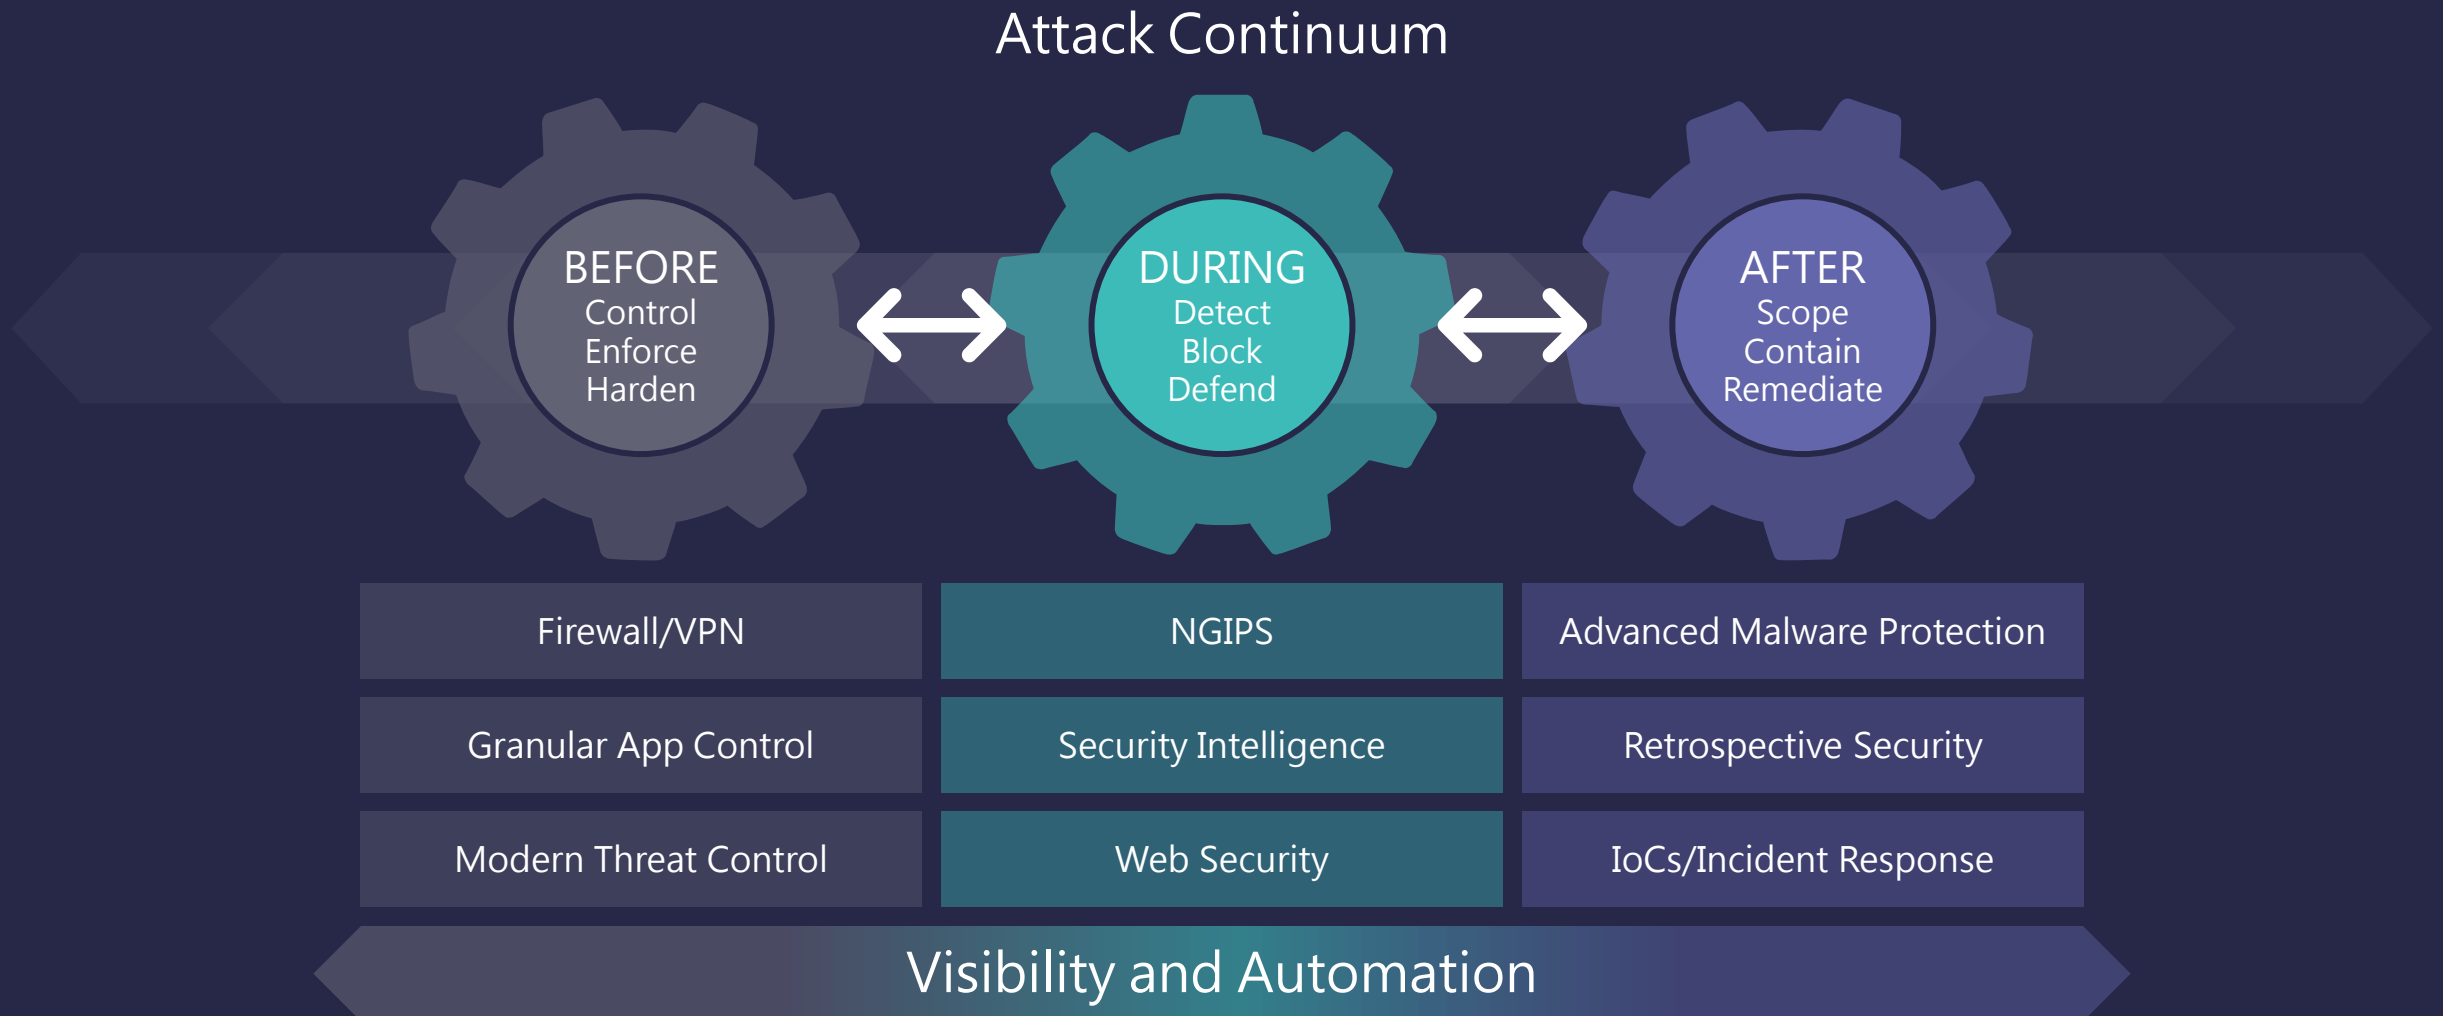 Attack Continuum
BEFORE
Control
Enforce
Harden
DURING
Detect
Block
Defend
AFTER
Scope
Contain
Remediate
Firewall/VPN
NGIPS
Advanced Malware Protection
Granular App Control
Security Intelligence
Retrospective Security
Modern Threat Control
Web Security
IoCs/Incident Response
Visibility and Automation